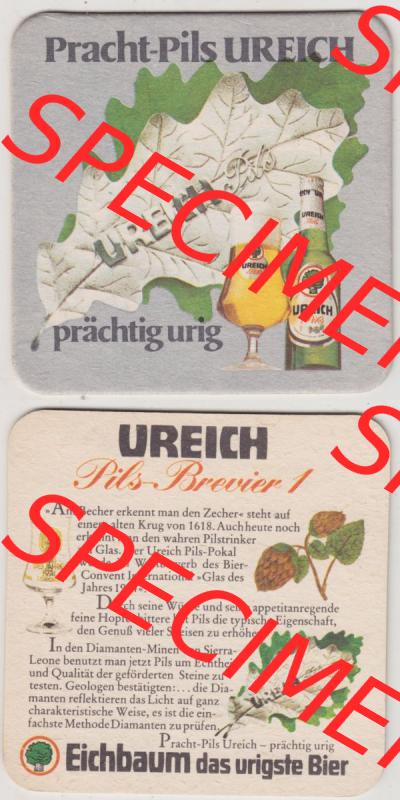 Pracht-Pils UREICH
UREICH Pils
UREICH
UREICH
prächtig urig
SPECIMEN
UREICH
Pils-Brevier 1
»Am Becher erkennt man den Zecher« steht auf
einem alten Krug von 1618. Auch heute noch
erkennt man den wahren Pilstrinker
am Glas. Der Ureich Pils-Pokal
wurde im Wettbewerb des Bier-
Convent International »Glas des
Jahres
Durch seine Würze und seine appetitanregende
feine Hopfenbittere hat Pils die typische Eigenschaft,
den Genuß vieler Speisen zu erhöhen.
In den Diamanten-Minen von Sierra-
Leone benutzt man jetzt Pils um Echtheit
und Qualität der geförderten Steine zu
testen. Geologen bestätigten: . . . die Dia-
manten reflektieren das Licht auf ganz
charakteristische Weise, es ist die ein-
fachste Methode Diamanten zu prüfen.
Pracht-Pils Ureich – prächtig urig
Eichbaum das urigste Bier
SPECIMEN